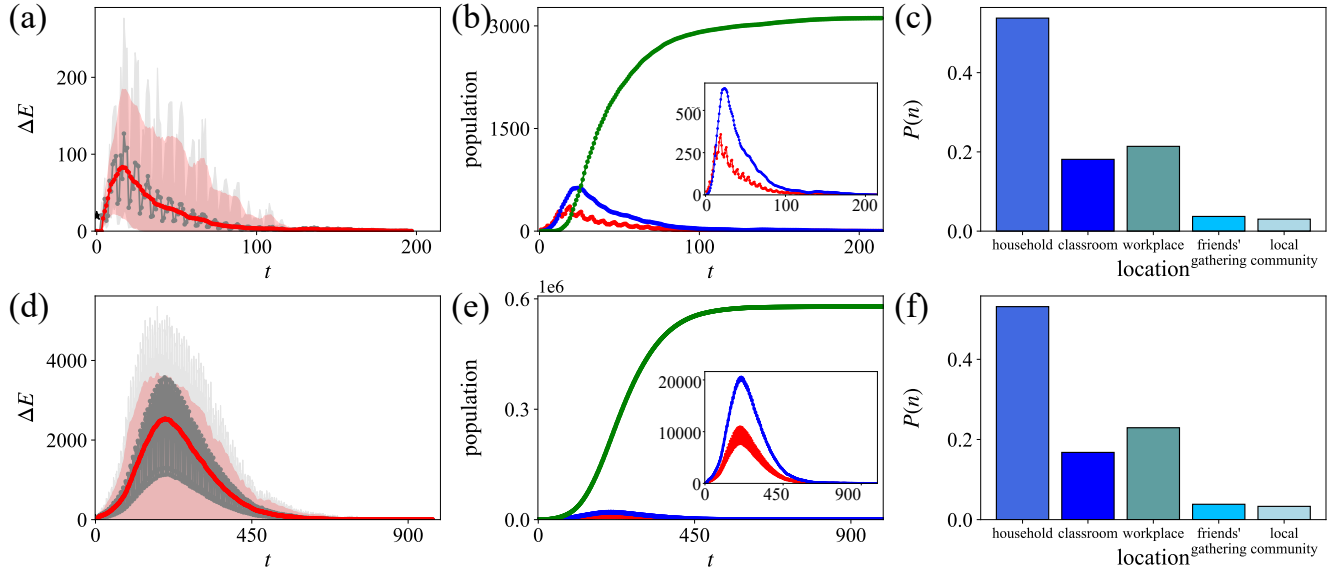 (a)
200
100
0
ΔE
0
100
200
t
(b)
3000
1500
0
population
0
100
200
t
500
250
0
0
100
200
(c)
0.4
0.2
0.0
P(n)
household
classroom
workplace
friends'
gathering
local
community
location
(d)
4000
2000
0
ΔE
0
450
900
t
(e)
1e6
0.6
0.3
0.0
population
0
450
900
t
20000
10000
0
0
450
900
(f)
0.4
0.2
0.0
P(n)
household
classroom
workplace
friends'
gathering
local
community
location